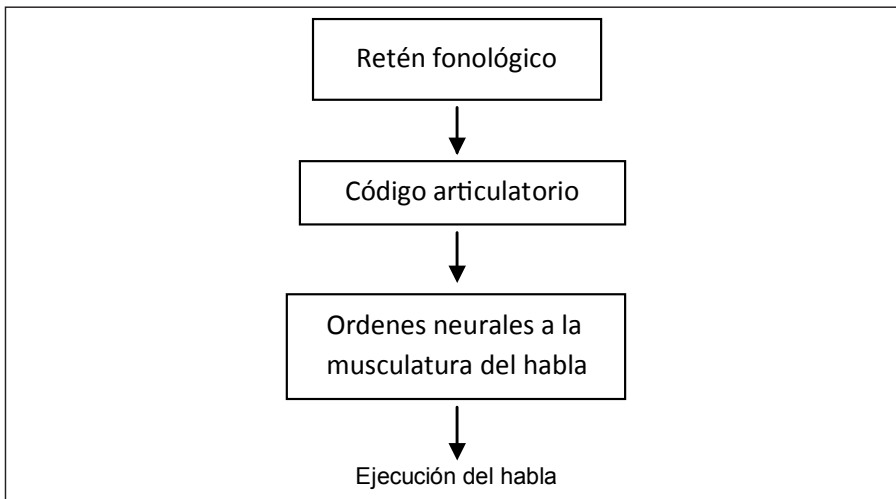 Retén fonológico
Código articulatorio
Ordenes neurales a la
musculatura del habla
Ejecución del habla